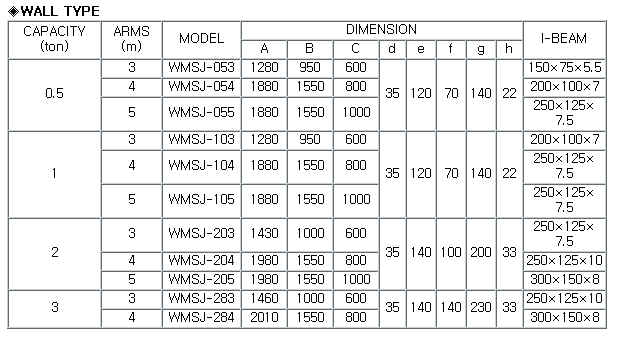 ◈WALL TYPE
CAPACITY (ton) ARMS (m) MODEL DIMENSION I-BEAM
A B C d e f g h
0.5 3 WMSJ-053 1280 950 600 35 120 70 140 22 150×75×5.5
4 WMSJ-054 1880 1550 800 200×100×7
5 WMSJ-055 1880 1550 1000 250×125×7.5
1 3 WMSJ-103 1280 950 600 35 120 70 140 22 200×100×7
4 WMSJ-104 1880 1550 800 250×125×7.5
5 WMSJ-105 1880 1550 1000 250×125×7.5
2 3 WMSJ-203 1430 1000 600 35 140 100 200 33 250×125×7.5
4 WMSJ-204 1980 1550 800 250×125×10
5 WMSJ-205 1980 1550 1000 300×150×8
3 3 WMSJ-283 1460 1000 600 35 140 140 230 33 250×125×10
4 WMSJ-284 2010 1550 800 300×150×8